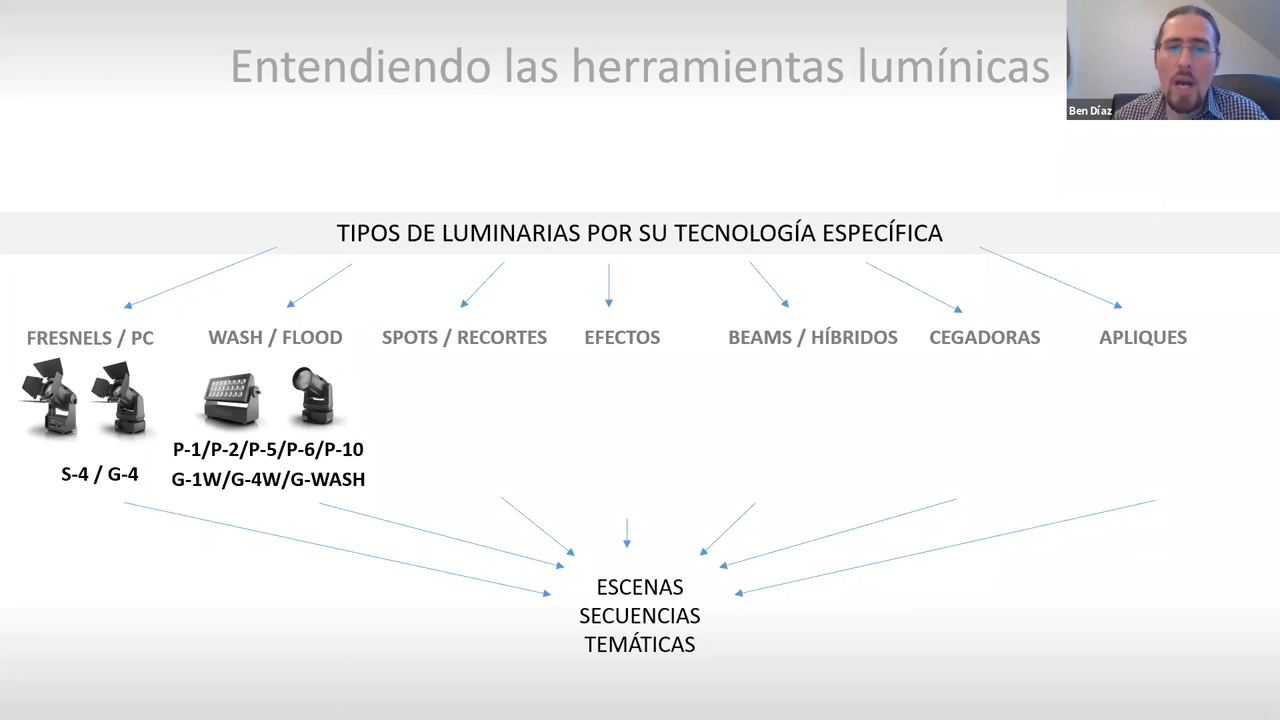 Entendiendo las herramientas lumínicas
Ben Díaz
TIPOS DE LUMINARIAS POR SU TECNOLOGÍA ESPECÍFICA
FRESNELS / PC
WASH / FLOOD
SPOTS / RECORTES
EFECTOS
BEAMS / HÍBRIDOS
CEGADORAS
APLIQUES
S-4 / G-4
P-1/P-2/P-5/P-6/P-10
G-1W/G-4W/G-WASH
ESCENAS
SECUENCIAS
TEMÁTICAS